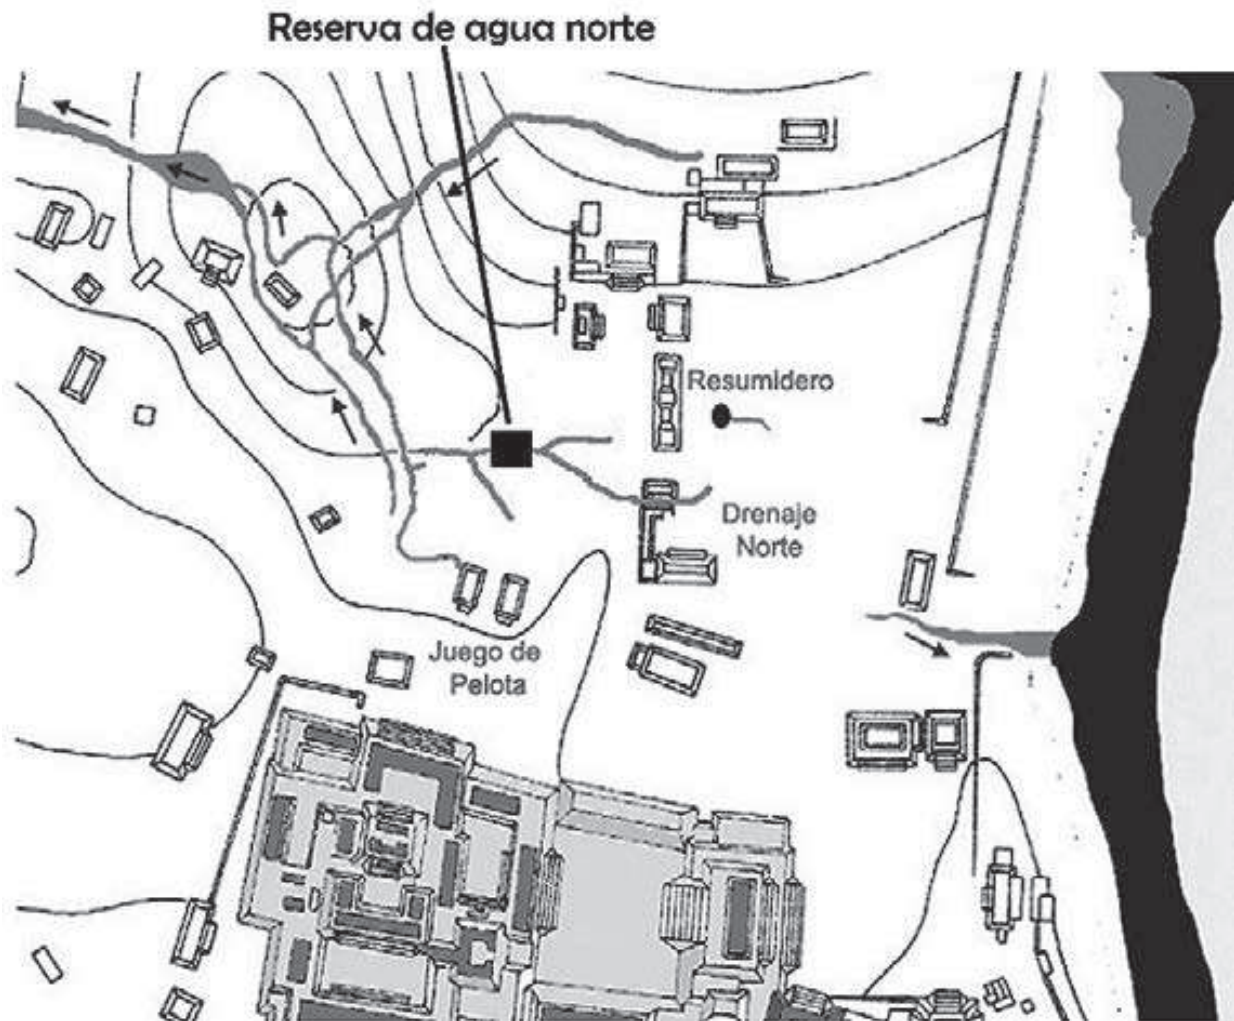 Reserva de agua norte
Resumidero
Drenaje
Norte
Juego de
Pelota